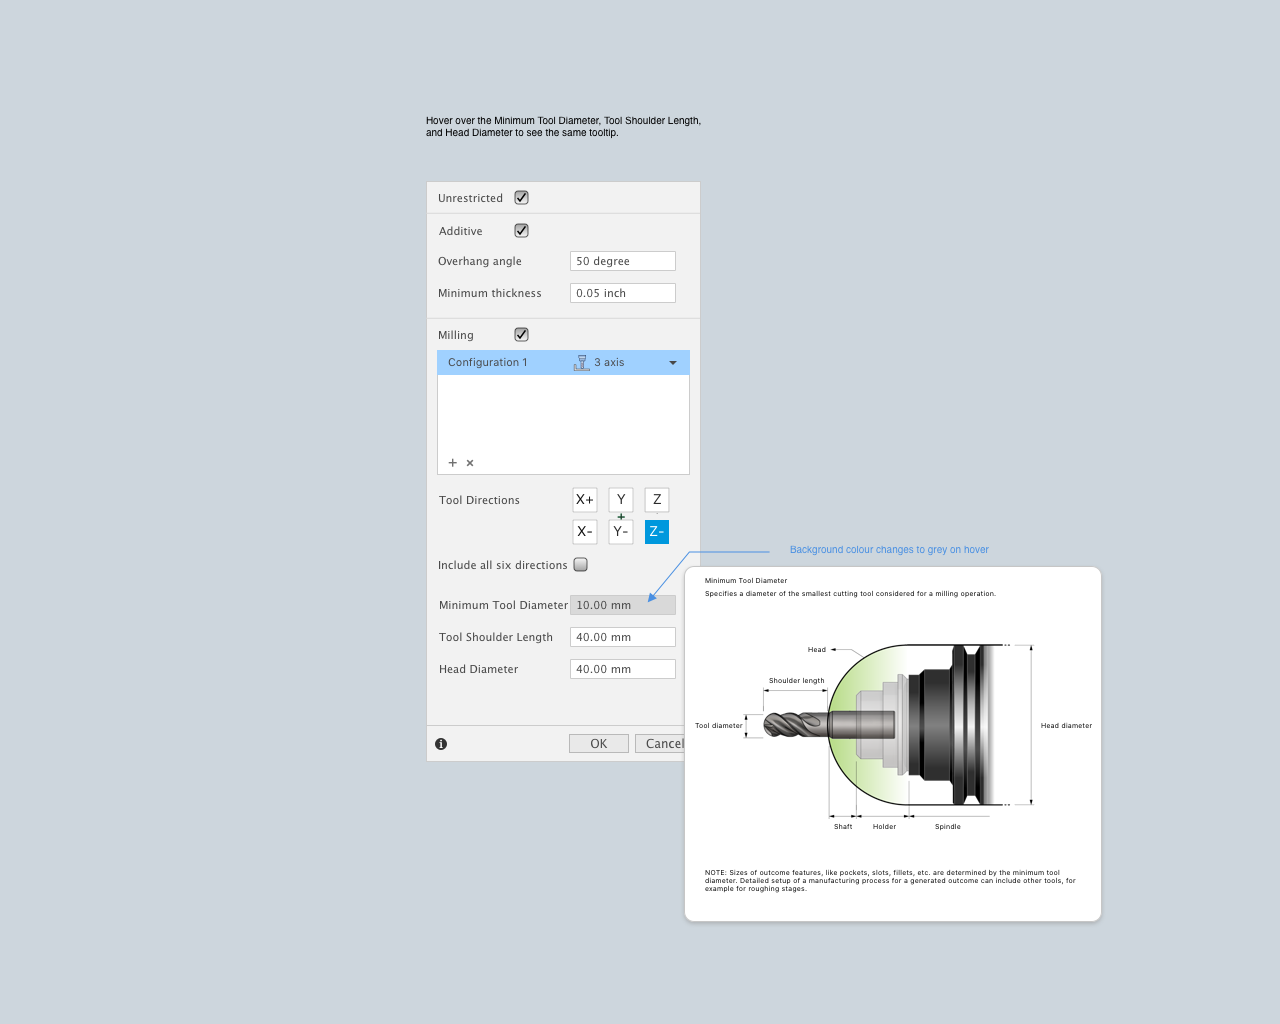 Hover over the Minimum Tool Diameter, Tool Shoulder Length,
and Head Diameter to see the same tooltip.
Unrestricted
Additive
Overhang angle 50 degree
Minimum thickness 0.05 inch
Milling
Configuration 1 3 axis
+ ×
Tool Directions X+ Y Z
+
X- Y- Z-
Background colour changes to grey on hover
Include all six directions
Minimum Tool Diameter 10.00 mm
Tool Shoulder Length 40.00 mm
Head Diameter 40.00 mm
OK Cancel
Minimum Tool Diameter
Specifies a diameter of the smallest cutting tool considered for a milling operation.
Head
Shoulder length
Tool diameter
Head diameter
Shaft Holder Spindle
NOTE: Sizes of outcome features, like pockets, slots, fillets, etc. are determined by the minimum tool
diameter. Detailed setup of a manufacturing process for a generated outcome can include other tools, for
example for roughing stages.